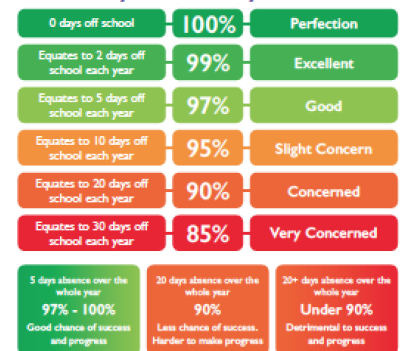 0 days off school
100%
Perfection
Equates to 2 days off
school each year
99%
Excellent
Equates to 5 days off
school each year
97%
Good
Equates to 10 days off
school each year
95%
Slight Concern
Equates to 20 days off
school each year
90%
Concerned
Equates to 30 days off
school each year
85%
Very Concerned
5 days absence over the
whole year
97% - 100%
Good chance of success
and progress
20 days absence over the
whole year
90%
Less chance of success.
Harder to make progress
20+ days absence over the
whole year
Under 90%
Detrimental to success
and progress